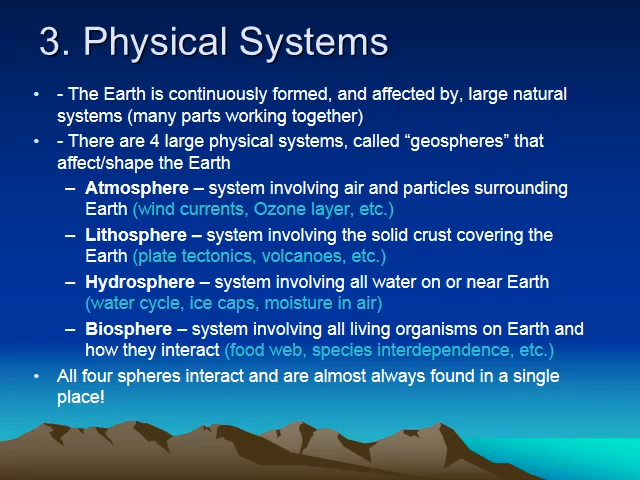 3. Physical Systems
• - The Earth is continuously formed, and affected by, large natural
systems (many parts working together)
• - There are 4 large physical systems, called “geospheres” that
affect/shape the Earth
– Atmosphere – system involving air and particles surrounding
Earth (wind currents, Ozone layer, etc.)
– Lithosphere – system involving the solid crust covering the
Earth (plate tectonics, volcanoes, etc.)
– Hydrosphere – system involving all water on or near Earth
(water cycle, ice caps, moisture in air)
– Biosphere – system involving all living organisms on Earth and
how they interact (food web, species interdependence, etc.)
• All four spheres interact and are almost always found in a single
place!